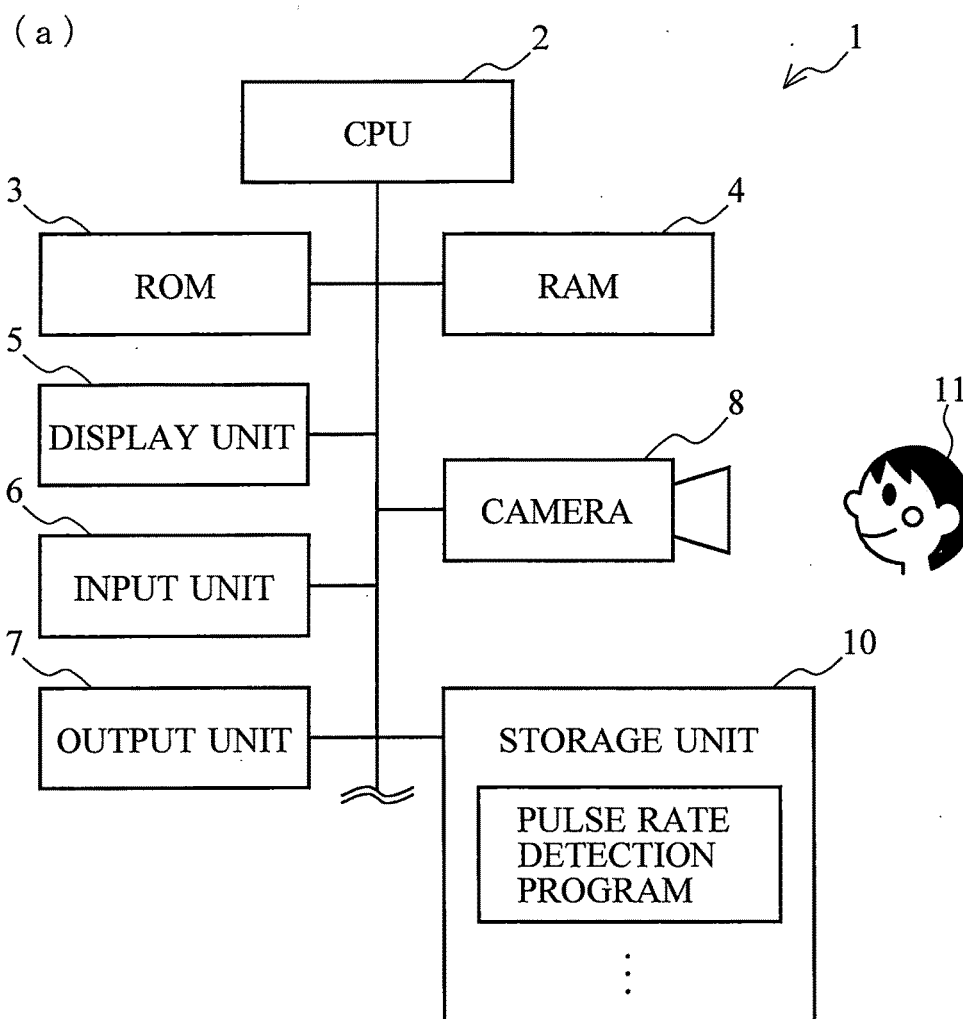 (a)
2
1
CPU
3
4
ROM
RAM
5
DISPLAY UNIT
8
11
CAMERA
6
INPUT UNIT
7
10
OUTPUT UNIT
STORAGE UNIT
PULSE RATE
DETECTION
PROGRAM